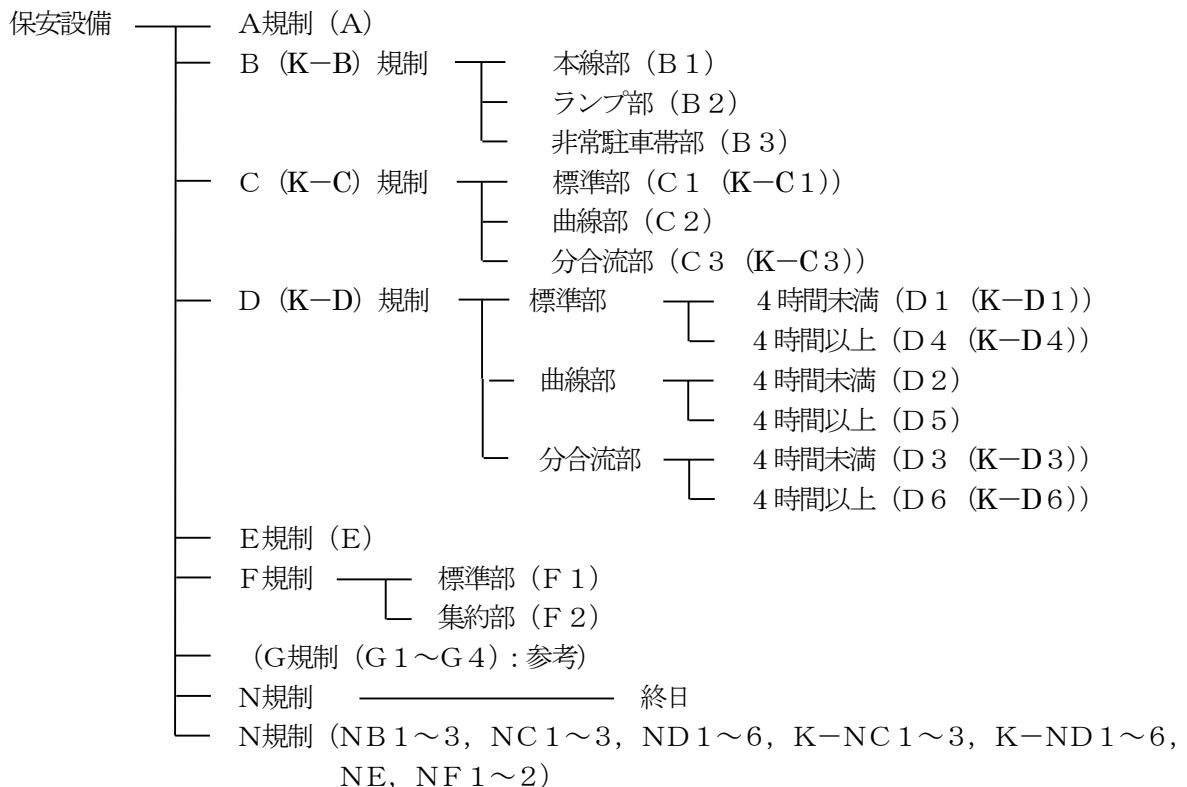 保安設備 A規制（A）
B（K－B）規制 本線部（B１）
ランプ部（B２）
非常駐車帯部（B３）
C（K－C）規制 標準部（C１（K－C１））
曲線部（C２）
分合流部（C３（K－C３））
D（K－D）規制 標準部 ４時間未満（D１（K－D１））
４時間以上（D４（K－D４））
曲線部 ４時間未満（D２）
４時間以上（D５）
分合流部 ４時間未満（D３（K－D３））
４時間以上（D６（K－D６））
E規制（E）
F規制 標準部（F１）
集約部（F２）
（G規制（G１～G４）：参考）
N規制 終日
N規制（NB１～３，NC１～３，ND１～６，K－NC１～３，K－ND１～６，
NE，NF１～２）